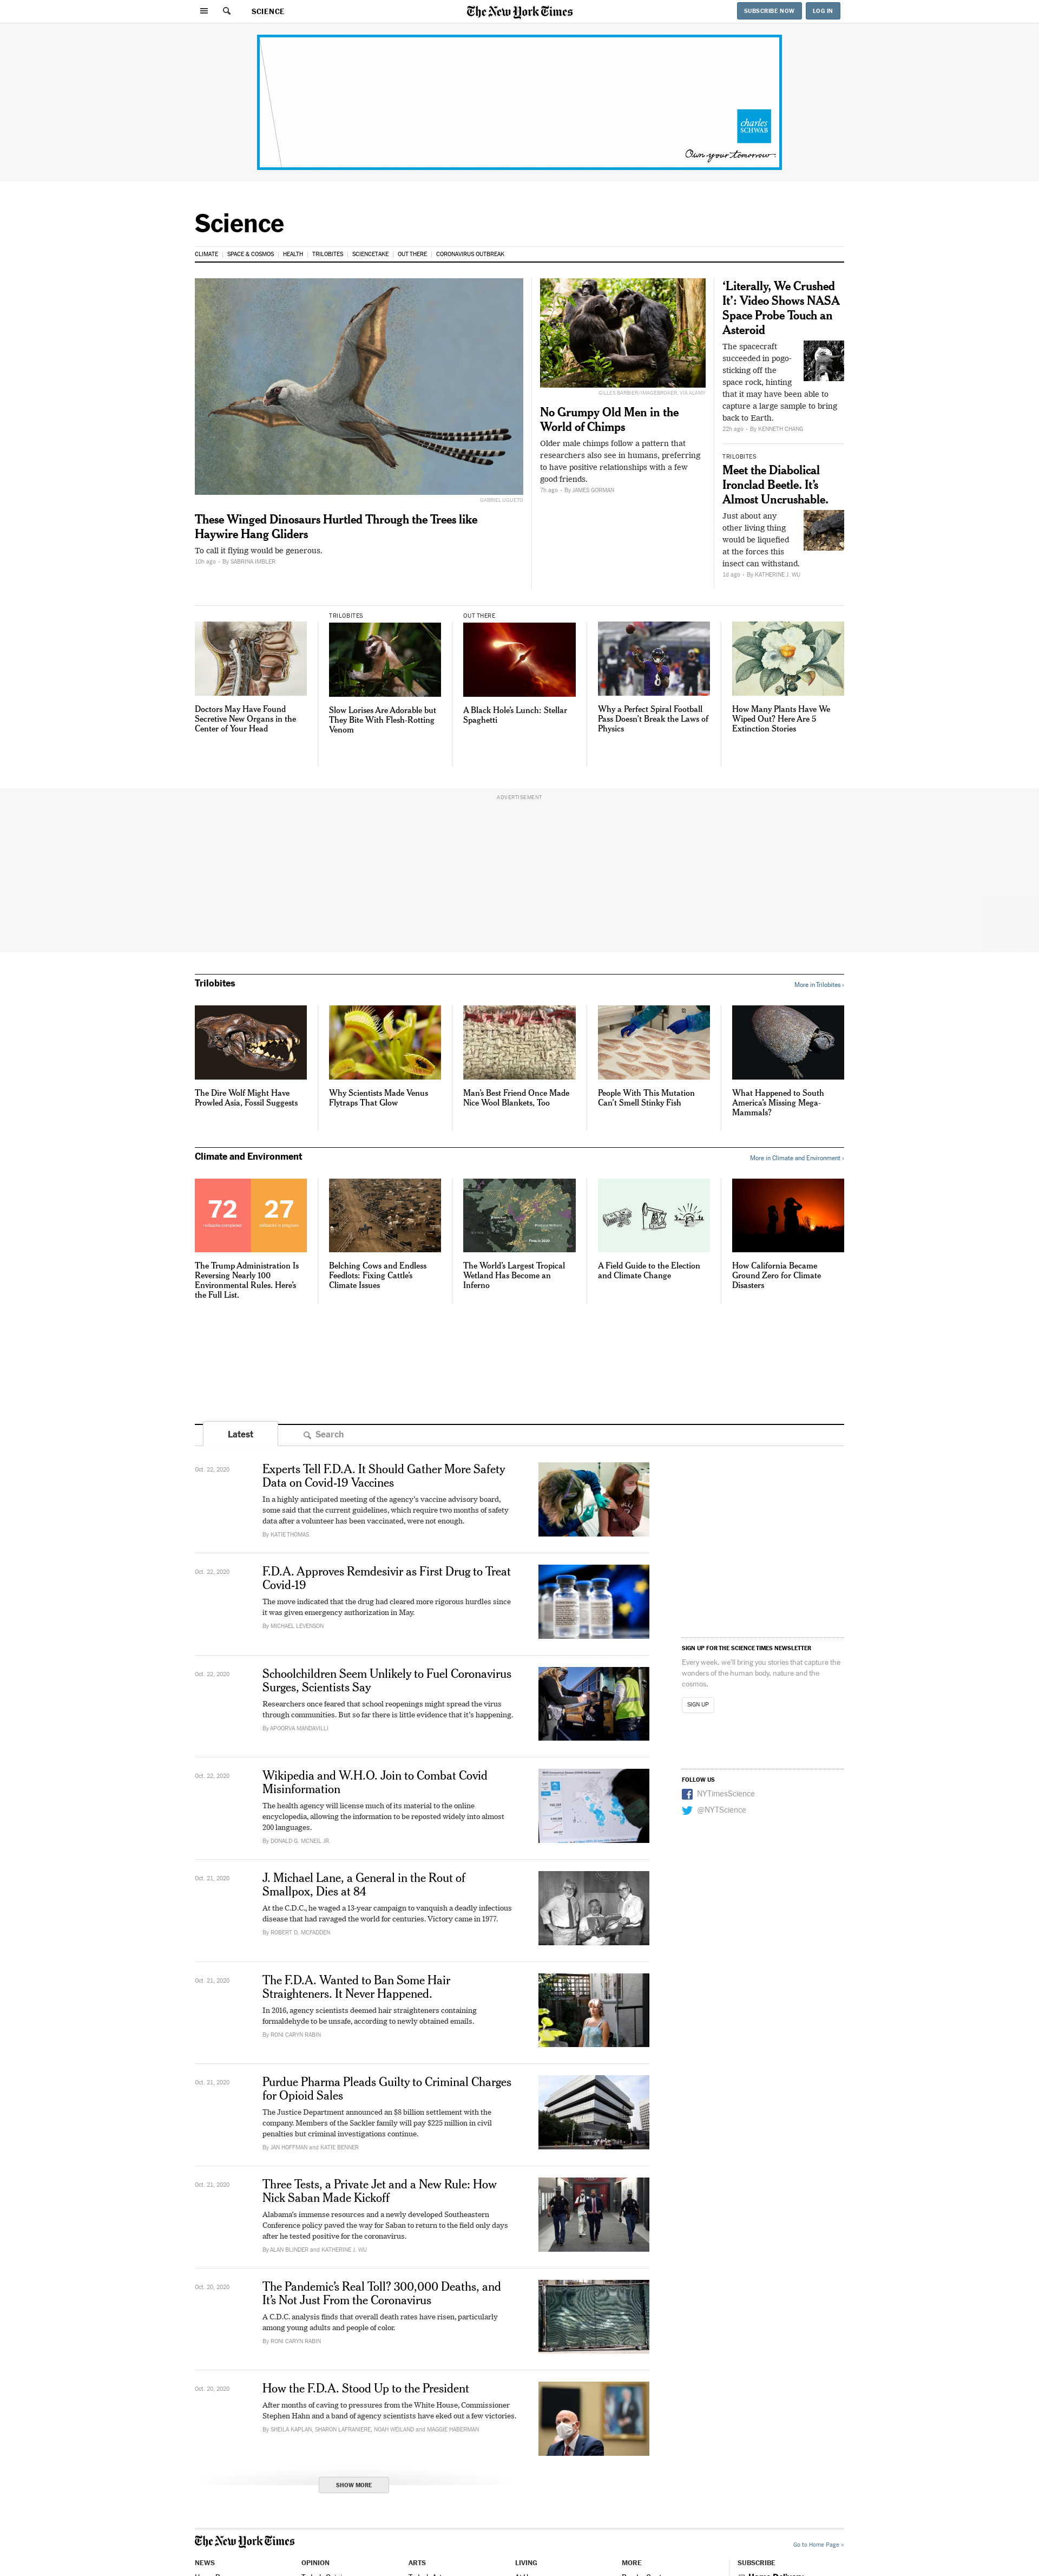 SCIENCE
The New York Times
SUBSCRIBE NOW
LOG IN
charles
SCHWAB
Own your tomorrow
Science
CLIMATE
SPACE & COSMOS
HEALTH
TRILOBITES
SCIENCETAKE
OUT THERE
CORONAVIRUS OUTBREAK
GABRIEL UGUETO
These Winged Dinosaurs Hurtled Through the Trees like
Haywire Hang Gliders
To call it flying would be generous.
10h ago - By SABRINA IMBLER
GILLES BARBIER/IMAGEBROKER, VIA ALAMY
No Grumpy Old Men in the
World of Chimps
Older male chimps follow a pattern that
researchers also see in humans, preferring
to have positive relationships with a few
good friends.
7h ago - By JAMES GORMAN
‘Literally, We Crushed
It’: Video Shows NASA
Space Probe Touch an
Asteroid
The spacecraft
succeeded in pogo-
sticking off the
space rock, hinting
that it may have been able to
capture a large sample to bring
back to Earth.
22h ago - By KENNETH CHANG
TRILOBITES
Meet the Diabolical
Ironclad Beetle. It’s
Almost Uncrushable.
Just about any
other living thing
would be liquefied
at the forces this
insect can withstand.
1d ago - By KATHERINE J. WU
Doctors May Have Found
Secretive New Organs in the
Center of Your Head
TRILOBITES
Slow Lorises Are Adorable but
They Bite With Flesh-Rotting
Venom
OUT THERE
A Black Hole’s Lunch: Stellar
Spaghetti
Why a Perfect Spiral Football
Pass Doesn’t Break the Laws of
Physics
How Many Plants Have We
Wiped Out? Here Are 5
Extinction Stories
ADVERTISEMENT
Trilobites
More in Trilobites ›
The Dire Wolf Might Have
Prowled Asia, Fossil Suggests
Why Scientists Made Venus
Flytraps That Glow
Man’s Best Friend Once Made
Nice Wool Blankets, Too
People With This Mutation
Can’t Smell Stinky Fish
What Happened to South
America’s Missing Mega-
Mammals?
Climate and Environment
More in Climate and Environment ›
72
27
rollbacks completed
rollbacks in progress
The Trump Administration Is
Reversing Nearly 100
Environmental Rules. Here’s
the Full List.
Belching Cows and Endless
Feedlots: Fixing Cattle’s
Climate Issues
The World’s Largest Tropical
Wetland Has Become an
Inferno
A Field Guide to the Election
and Climate Change
How California Became
Ground Zero for Climate
Disasters
Latest
Search
Oct. 22, 2020
Experts Tell F.D.A. It Should Gather More Safety
Data on Covid-19 Vaccines
In a highly anticipated meeting of the agency’s vaccine advisory board,
some said that the current guidelines, which require two months of safety
data after a volunteer has been vaccinated, were not enough.
By KATIE THOMAS
Oct. 22, 2020
F.D.A. Approves Remdesivir as First Drug to Treat
Covid-19
The move indicated that the drug had cleared more rigorous hurdles since
it was given emergency authorization in May.
By MICHAEL LEVENSON
Oct. 22, 2020
Schoolchildren Seem Unlikely to Fuel Coronavirus
Surges, Scientists Say
Researchers once feared that school reopenings might spread the virus
through communities. But so far there is little evidence that it’s happening.
By APOORVA MANDAVILLI
Oct. 22, 2020
Wikipedia and W.H.O. Join to Combat Covid
Misinformation
The health agency will license much of its material to the online
encyclopedia, allowing the information to be reposted widely into almost
200 languages.
By DONALD G. MCNEIL JR.
Oct. 21, 2020
J. Michael Lane, a General in the Rout of
Smallpox, Dies at 84
At the C.D.C., he waged a 13-year campaign to vanquish a deadly infectious
disease that had ravaged the world for centuries. Victory came in 1977.
By ROBERT D. MCFADDEN
Oct. 21, 2020
The F.D.A. Wanted to Ban Some Hair
Straighteners. It Never Happened.
In 2016, agency scientists deemed hair straighteners containing
formaldehyde to be unsafe, according to newly obtained emails.
By RONI CARYN RABIN
Oct. 21, 2020
Purdue Pharma Pleads Guilty to Criminal Charges
for Opioid Sales
The Justice Department announced an $8 billion settlement with the
company. Members of the Sackler family will pay $225 million in civil
penalties but criminal investigations continue.
By JAN HOFFMAN and KATIE BENNER
Oct. 21, 2020
Three Tests, a Private Jet and a New Rule: How
Nick Saban Made Kickoff
Alabama’s immense resources and a newly developed Southeastern
Conference policy paved the way for Saban to return to the field only days
after he tested positive for the coronavirus.
By ALAN BLINDER and KATHERINE J. WU
Oct. 20, 2020
The Pandemic’s Real Toll? 300,000 Deaths, and
It’s Not Just From the Coronavirus
A C.D.C. analysis finds that overall death rates have risen, particularly
among young adults and people of color.
By RONI CARYN RABIN
Oct. 20, 2020
How the F.D.A. Stood Up to the President
After months of caving to pressures from the White House, Commissioner
Stephen Hahn and a band of agency scientists have eked out a few victories.
By SHEILA KAPLAN, SHARON LAFRANIERE, NOAH WEILAND and MAGGIE HABERMAN
SHOW MORE
SIGN UP FOR THE SCIENCE TIMES NEWSLETTER
Every week, we’ll bring you stories that capture the
wonders of the human body, nature and the
cosmos.
SIGN UP
FOLLOW US
NYTimesScience
@NYTScience
The New York Times
Go to Home Page »
NEWS
OPINION
ARTS
LIVING
MORE
SUBSCRIBE